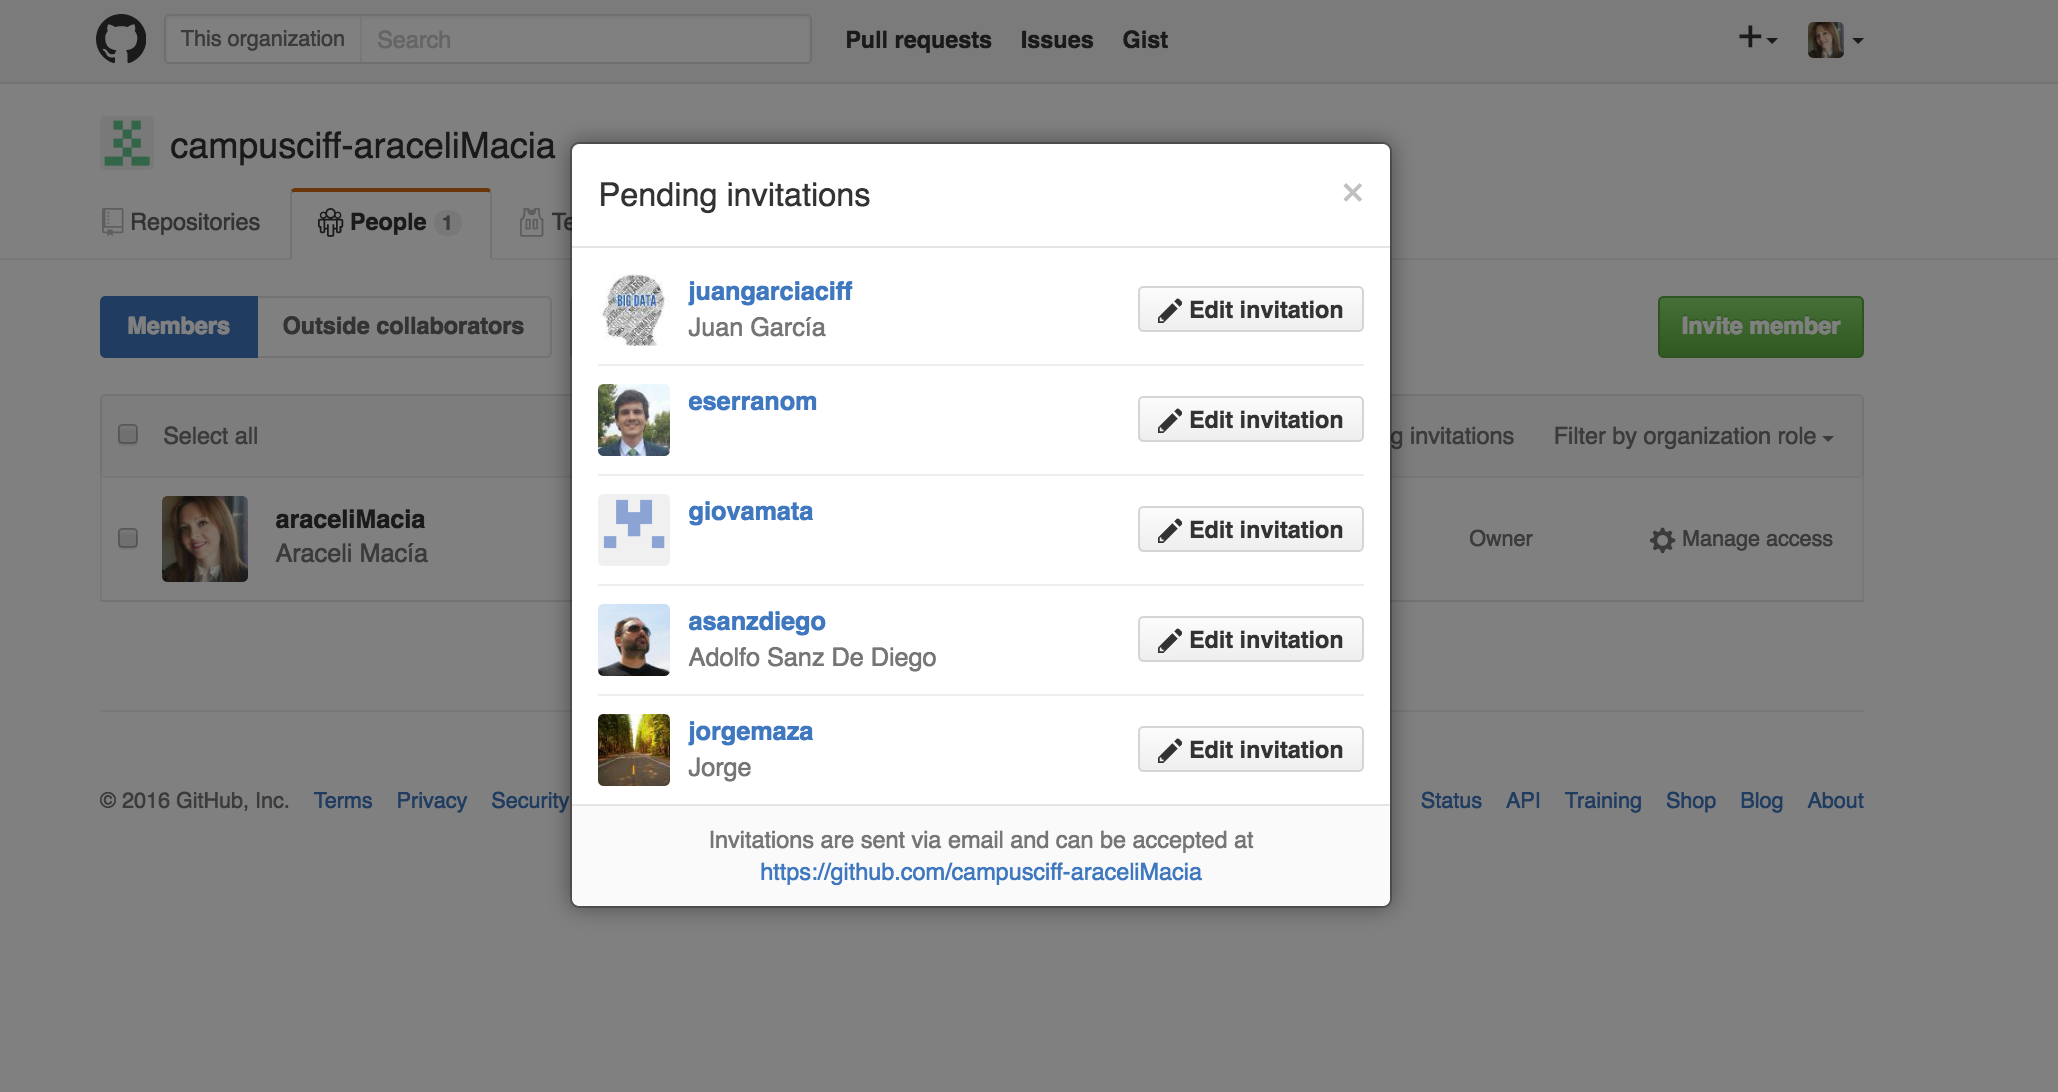 This organization Search Pull requests Issues Gist
campusciff-araceliMacia
Repositories People 1
Members Outside collaborators Invite member
Select all invitations Filter by organization role
araceliMacia
Araceli Macía
Owner Manage access
Pending invitations
juangarciaciff
Juan García
BIG DATA
Edit invitation
eserranom
Edit invitation
giovamata
Edit invitation
asanzdiego
Adolfo Sanz De Diego
Edit invitation
jorgemaza
Jorge
Edit invitation
Invitations are sent via email and can be accepted at
https://github.com/campusciff-araceliMacia
© 2016 GitHub, Inc. Terms Privacy Security Status API Training Shop Blog About